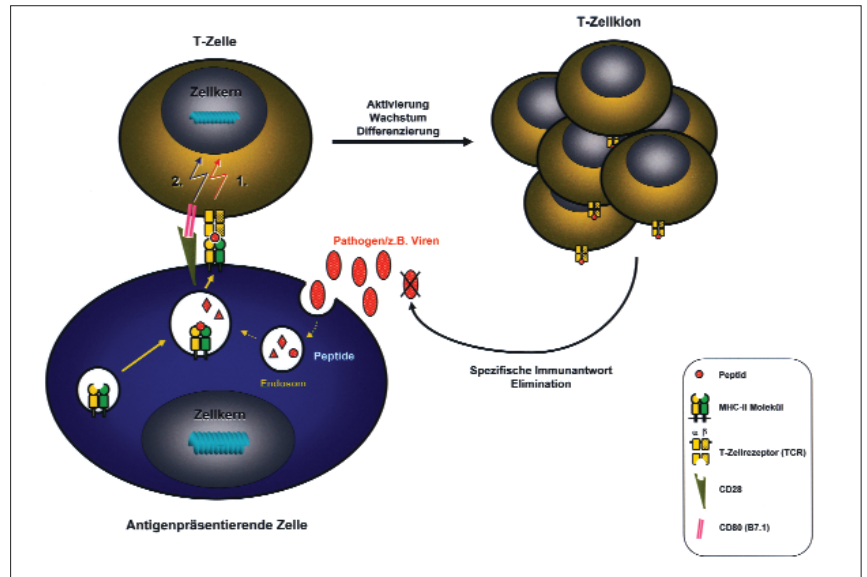 T-Zelle
T-Zellklon
Zellkern
Aktivierung
Wachstum
Differenzierung
2.
1.
Pathogen/z.B. Viren
Peptide
Endosom
Zellkern
Spezifische Immunantwort
Elimination
Antigenpräsentierende Zelle
Peptid
MHC-II Molekül
α β
T-Zellrezeptor (TCR)
CD28
CD80 (B7.1)